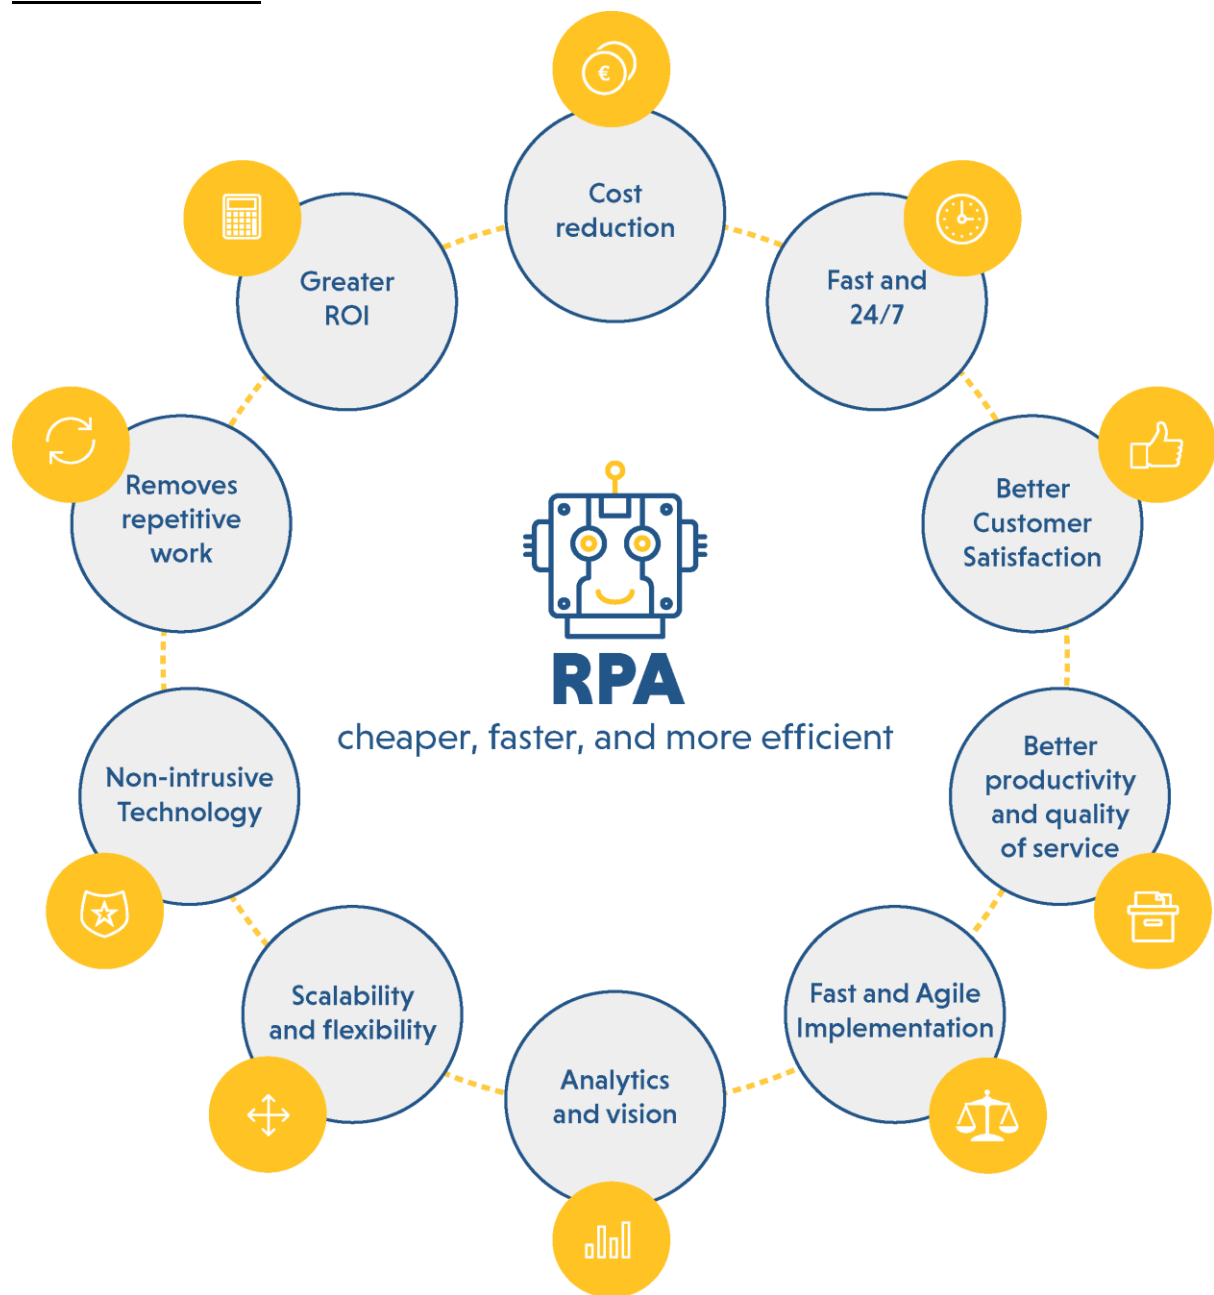 €
Cost
reduction
Fast and
24/7
Better
Customer
Satisfaction
Better
productivity
and quality
of service
Fast and Agile
Implementation
Analytics
and vision
Scalability
and flexibility
Non-intrusive
Technology
Removes
repetitive
work
Greater
ROI
RPA
cheaper, faster, and more efficient